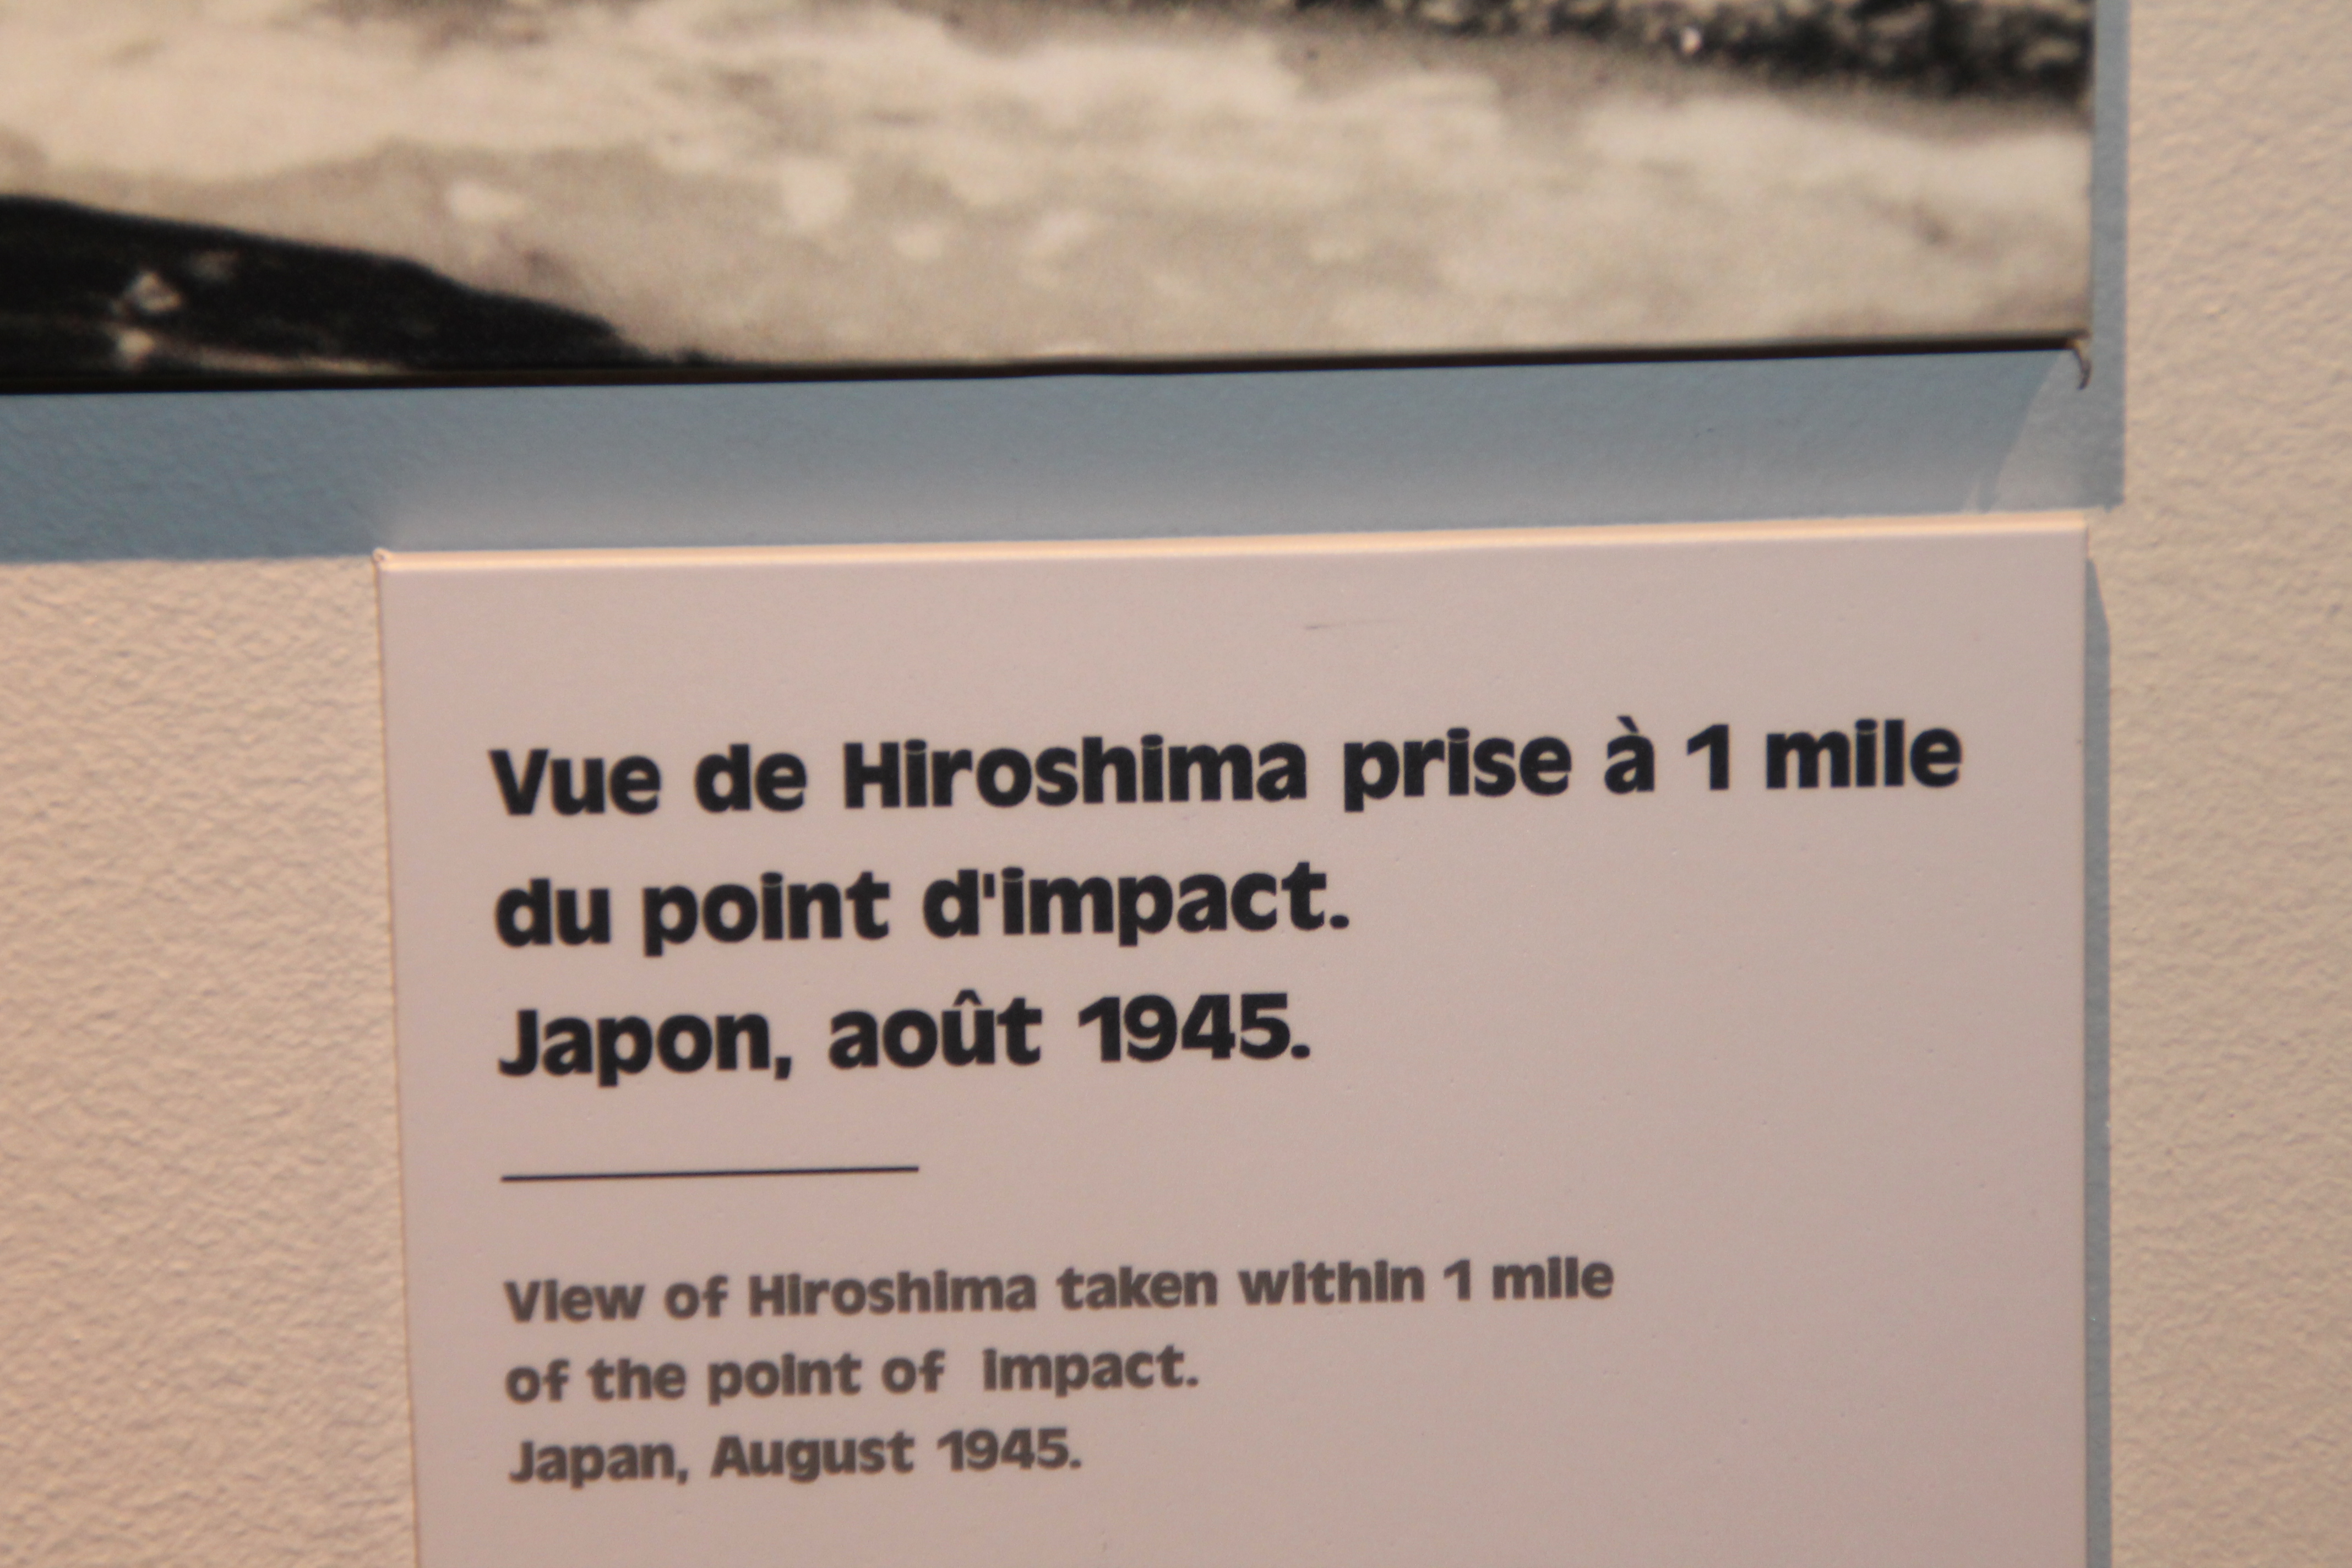 Vue de Hiroshima prise à 1 mile
du point d'impact.
Japon, août 1945.
View of Hiroshima taken within 1 mile
of the point of impact.
Japan, August 1945.